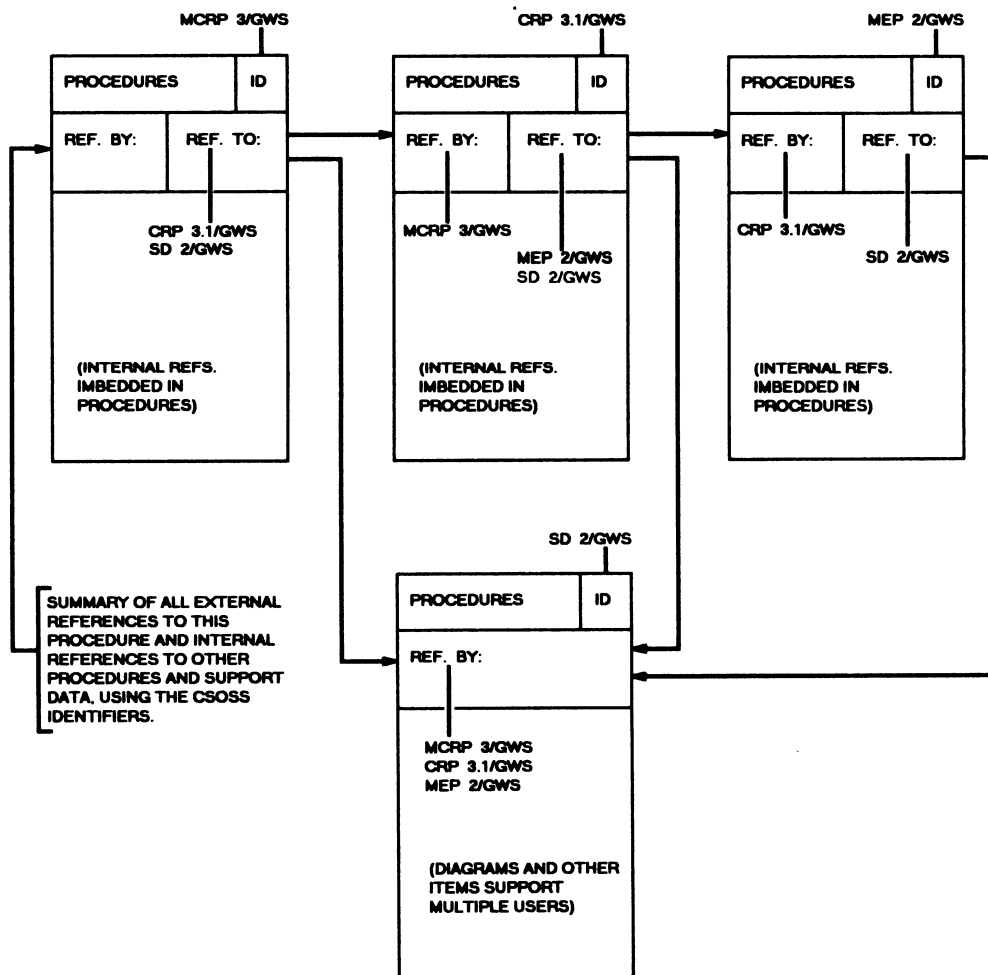 MCRP 3/GWS
PROCEDURES
ID
REF. BY:
REF. TO:
CRP 3.1/GWS
SD 2/GWS
(INTERNAL REFS.
IMBEDDED IN
PROCEDURES)
CRP 3.1/GWS
PROCEDURES
ID
REF. BY:
REF. TO:
MCRP 3/GWS
MEP 2/GWS
SD 2/GWS
(INTERNAL REFS.
IMBEDDED IN
PROCEDURES)
MEP 2/GWS
PROCEDURES
ID
REF. BY:
REF. TO:
CRP 3.1/GWS
SD 2/GWS
(INTERNAL REFS.
IMBEDDED IN
PROCEDURES)
SUMMARY OF ALL EXTERNAL
REFERENCES TO THIS
PROCEDURE AND INTERNAL
REFERENCES TO OTHER
PROCEDURES AND SUPPORT
DATA, USING THE CSOSS
IDENTIFIERS.
SD 2/GWS
PROCEDURES
ID
REF. BY:
MCRP 3/GWS
CRP 3.1/GWS
MEP 2/GWS
(DIAGRAMS AND OTHER
ITEMS SUPPORT
MULTIPLE USERS)